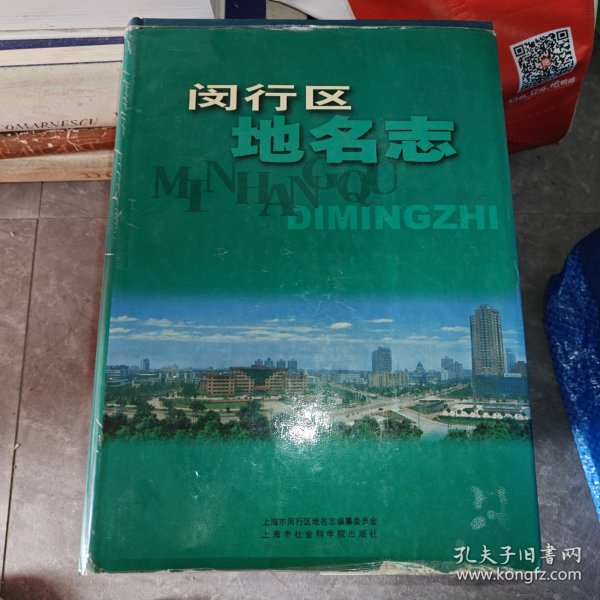 闵行区
地名志
MINHANGQU
DIMINGZHI
上海市闵行区地名志编纂委员会
上海市社会科学院出版社
OMARNESCU
孔夫子旧书网
www.kongfz.com